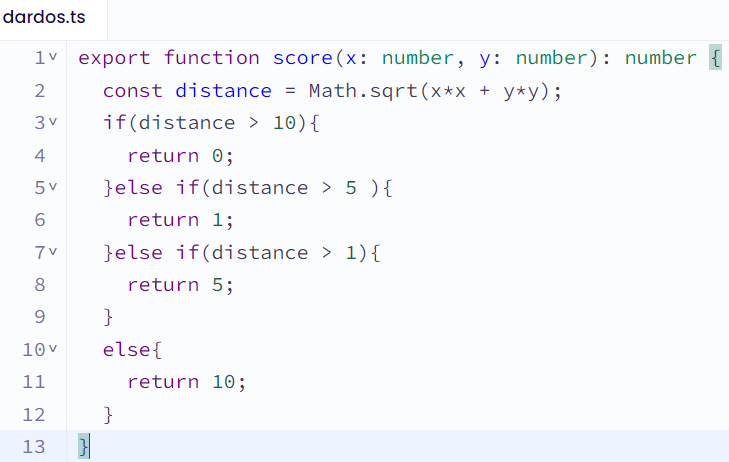 dardos.ts
1 export function score(x: number, y: number): number {
2   const distance = Math.sqrt(x*x + y*y);
3   if(distance > 10){
4     return 0;
5   }else if(distance > 5 ){
6     return 1;
7   }else if(distance > 1){
8     return 5;
9   }
10   else{
11     return 10;
12   }
13 }